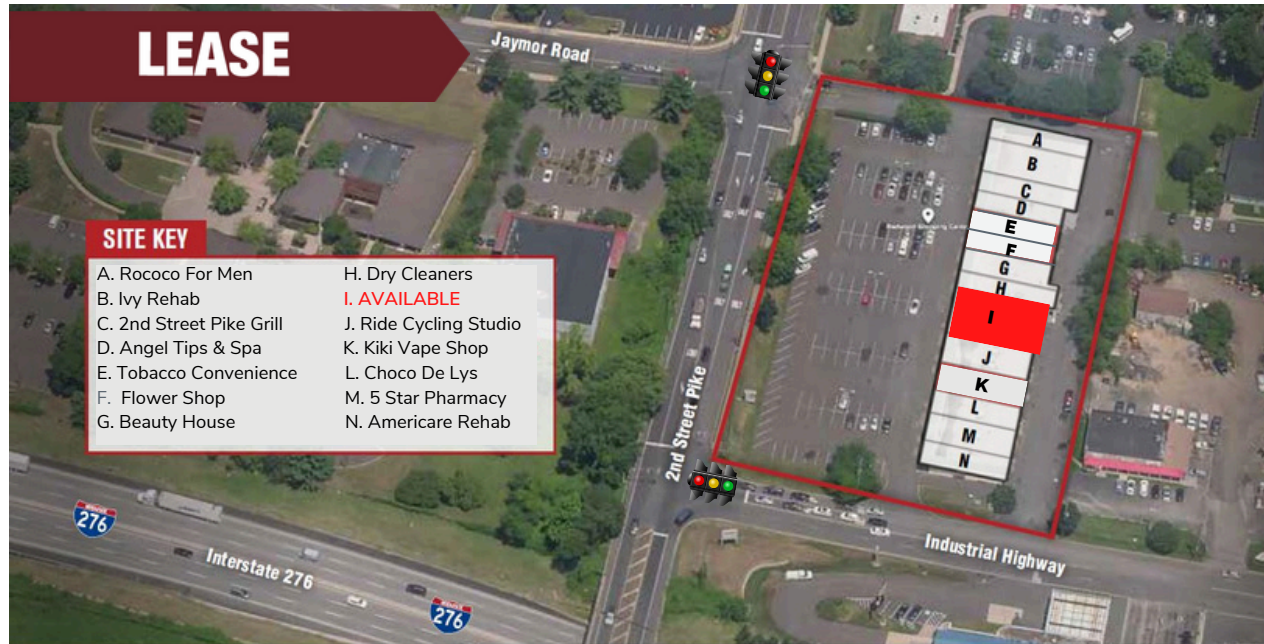 LEASE
Jaymor Road
SITE KEY
A. Rococo For Men
B. Ivy Rehab
C. 2nd Street Pike Grill
D. Angel Tips & Spa
E. Tobacco Convenience
F. Flower Shop
G. Beauty House
H. Dry Cleaners
I. AVAILABLE
J. Ride Cycling Studio
K. Kiki Vape Shop
L. Choco De Lys
M. 5 Star Pharmacy
N. Americare Rehab
A
B
C
D
E
F
G
H
I
J
K
L
M
N
2nd Street Pike
Industrial Highway
Interstate 276
276
276